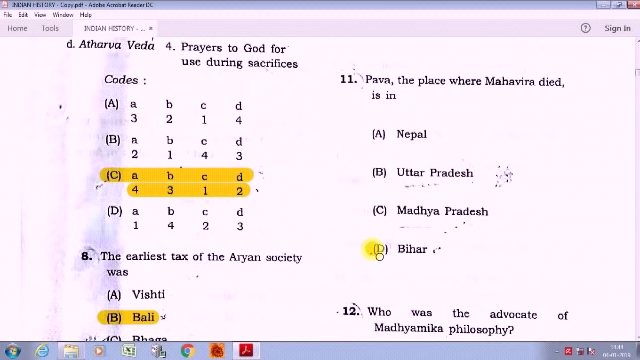 INDIAN HISTORY - Copy.pdf - Adobe Acrobat Reader DC
File Edit View Window Help
Home Tools INDIAN HISTORY - ... × Sign In
d. Atharva Veda 4. Prayers to God for
use during sacrifices
Codes :
(A) a b c d
3 2 1 4
(B) a b c d
2 1 4 3
(C) a b c d
4 3 1 2
(D) a b c d
1 4 2 3
8. The earliest tax of the Aryan society
was
(A) Vishti
(B) Bali
(C) Bhaga
11. Pava, the place where Mahavira died,
is in
(A) Nepal
(B) Uttar Pradesh
(C) Madhya Pradesh
(D) Bihar
12. Who was the advocate of
Madhyamika philosophy?